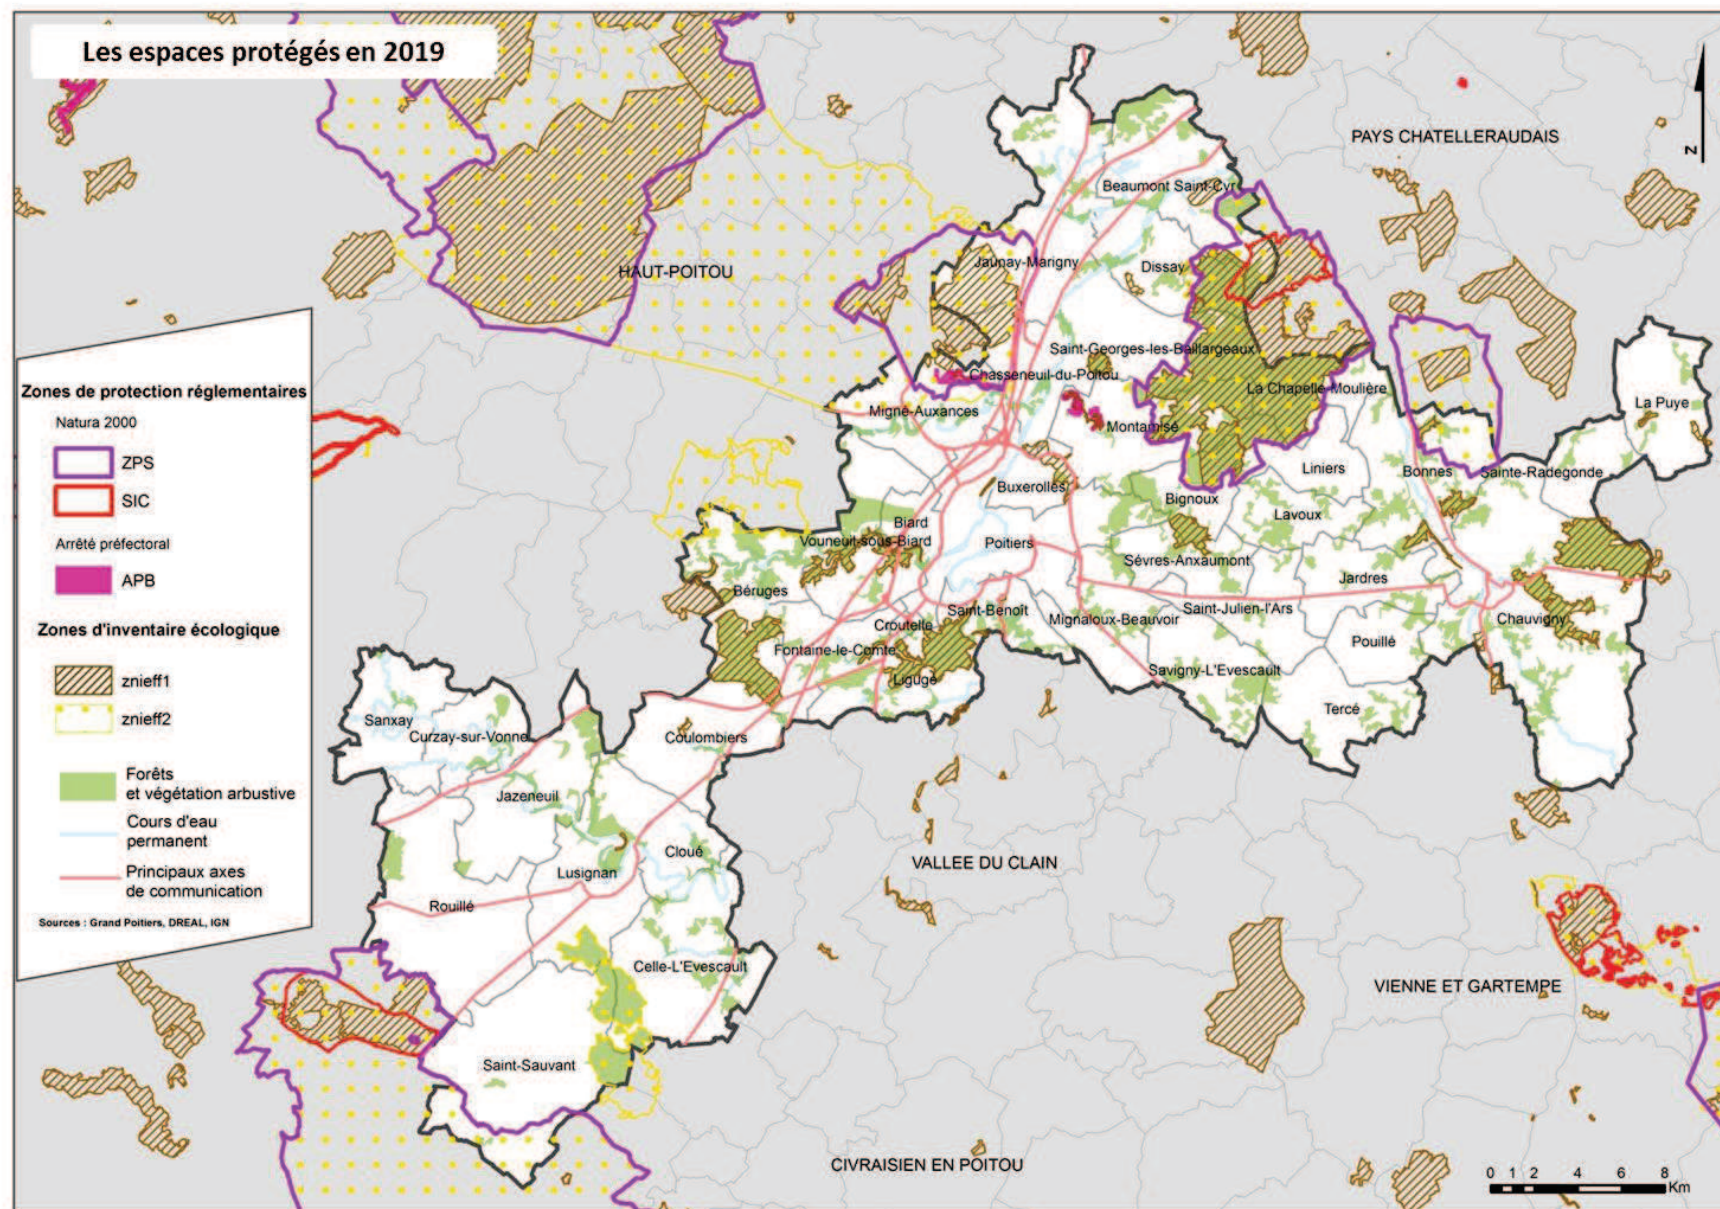 Les espaces protégés en 2019
N
PAYS CHATELLERAUDAIS
Beaumont Saint-Cyr
HAUT-POITOU
Jaunay-Marigny
Dissay
Saint-Georges-les-Baillargeaux
Chasseneuil-du-Poitou
La Chapelle-Moulière
Migné-Auxances
Montamisé
La Puye
Liniers
Bonnes
Sainte-Radegonde
Buxerolles
Bignoux
Lavoux
Biard
Vouneuil-sous-Biard
Poitiers
Sévres-Anxaumont
Jardres
Béruges
Saint-Benoît
Saint-Julien-l'Ars
Croutelle
Mignaloux-Beauvoir
Chauvigny
Fontaine-le-Comte
Pouillé
Ligugé
Savigny-L'Evescault
Tercé
Sanxay
Curzay-sur-Vonne
Coulombiers
Jazeneuil
Cloué
VALLEE DU CLAIN
Lusignan
Rouillé
Celle-L'Evescault
VIENNE ET GARTEMPE
Saint-Sauvant
CIVRAISIEN EN POITOU
Zones de protection réglementaires
Natura 2000
ZPS
SIC
Arrêté préfectoral
APB
Zones d'inventaire écologique
znieff1
znieff2
Forêts
et végétation arbustive
Cours d'eau
permanent
Principaux axes
de communication
Sources : Grand Poitiers, DREAL, IGN
0 1 2 4 6 8
Km